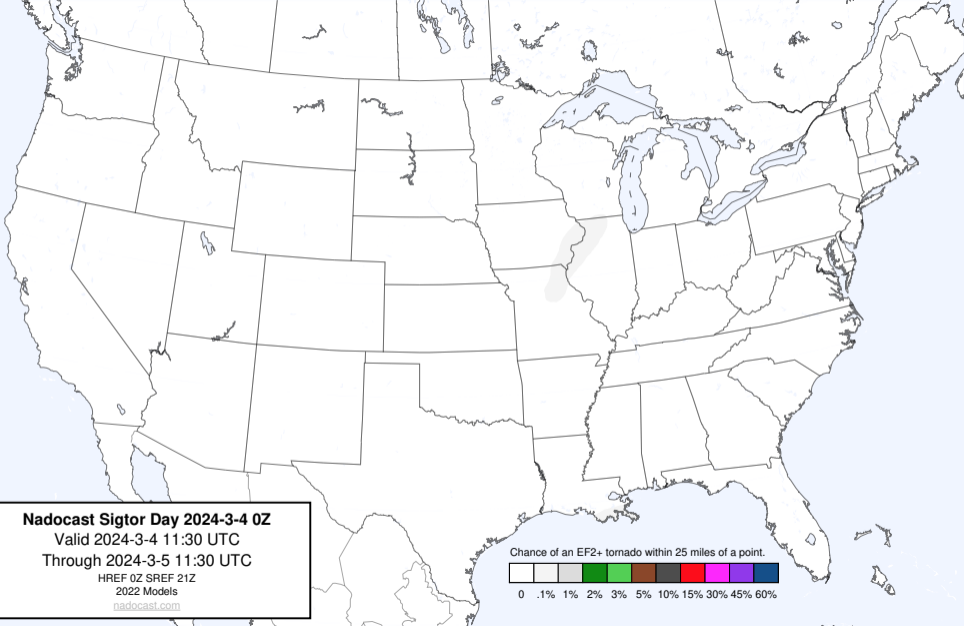 Nadocast Sigtor Day 2024-3-4 0Z
Valid 2024-3-4 11:30 UTC
Through 2024-3-5 11:30 UTC
HREF 0Z SREF 21Z
2022 Models
nadocast.com
Chance of an EF2+ tornado within 25 miles of a point.
0 .1% 1% 2% 3% 5% 10% 15% 30% 45% 60%